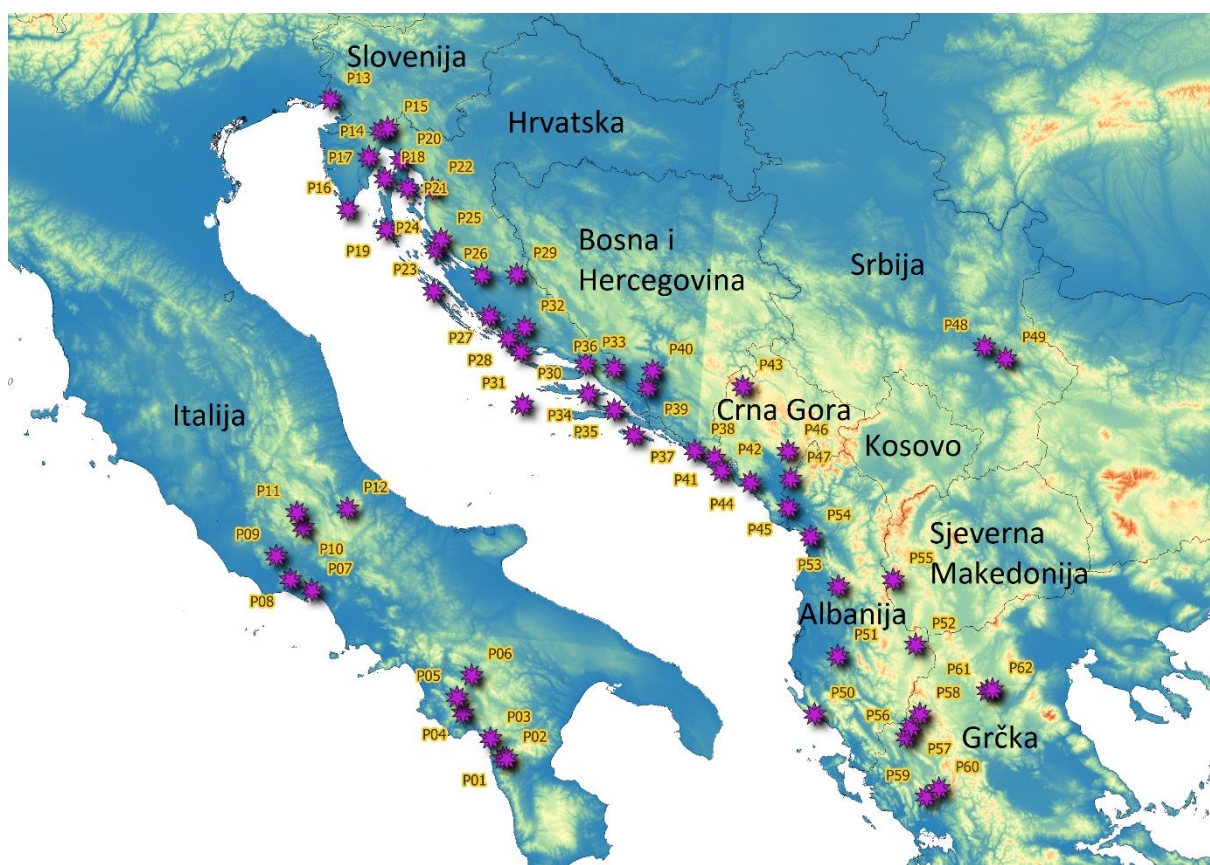 Slovenija
P13
P15
P14
P20
Hrvatska
P17
P18
P22
P16
P21
P24
P25
P19
P26
P29
Bosna i
Hercegovina
Srbija
P23
P32
P27
P48
P49
P28
P36
P33
P40
P43
P30
P31
Italija
P34
P39
Crna Gora
P35
P38
P46
P37
P42
P47
Kosovo
P41
P11
P12
P44
P45
P54
P09
P10
Sjeverna
Makedonija
P07
P53
P55
P08
Albanija
P51
P52
P06
P05
P61
P62
P50
P58
P03
P56
P04
P02
Grčka
P57
P01
P59
P60